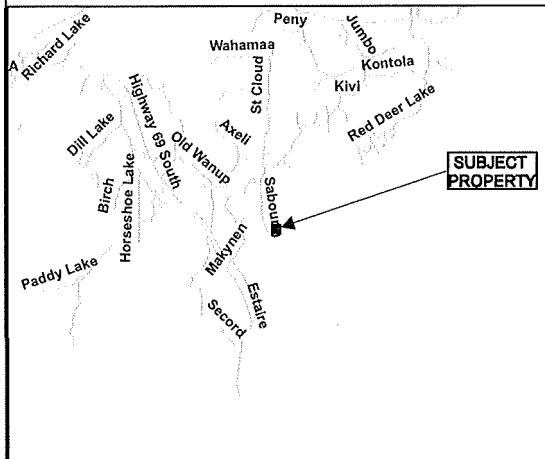 Peny
Jumbo
Richard Lake
A
Wahamaa
St Cloud
Kontola
Kivi
Highway 69 South
Dill Lake
Axeli
Old Wanup
Red Deer Lake
Birch
Horseshoe Lake
SUBJECT
PROPERTY
Sabourin
Makynen
Paddy Lake
Estaire
Secord